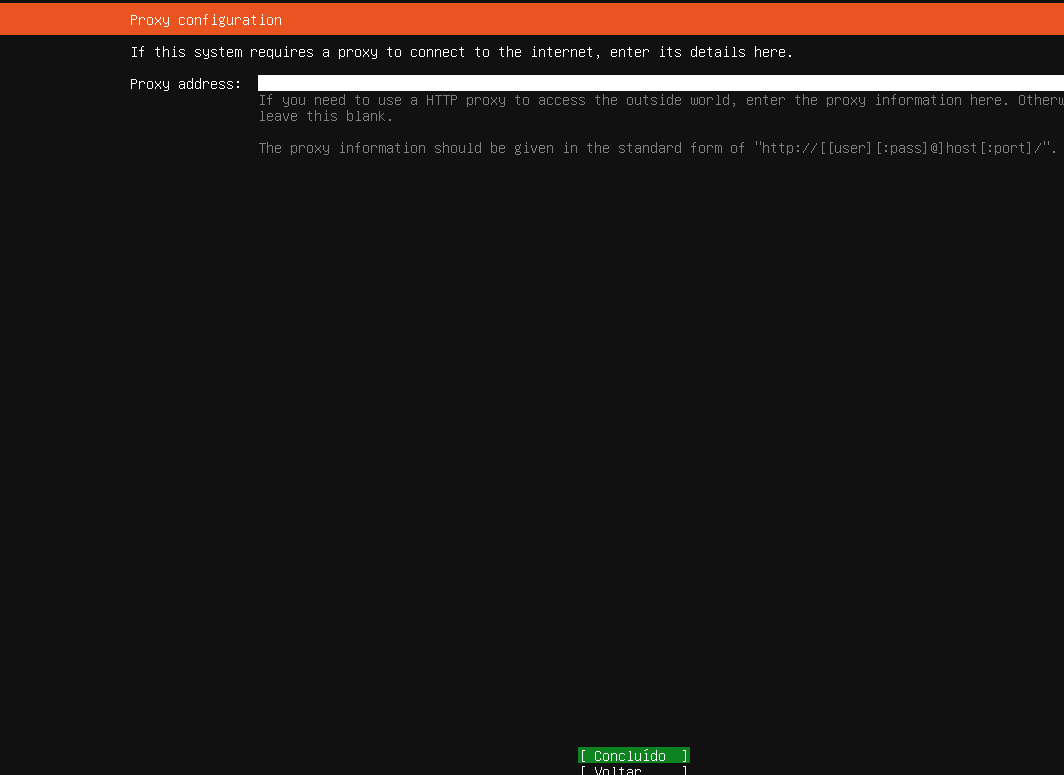 Proxy configuration
If this system requires a proxy to connect to the internet, enter its details here.
Proxy address:
If you need to use a HTTP proxy to access the outside world, enter the proxy information here. Otherw
leave this blank.
The proxy information should be given in the standard form of "http://[[user][:pass]@]host[:port]/".
[ Concluído ]
[ Voltar ]